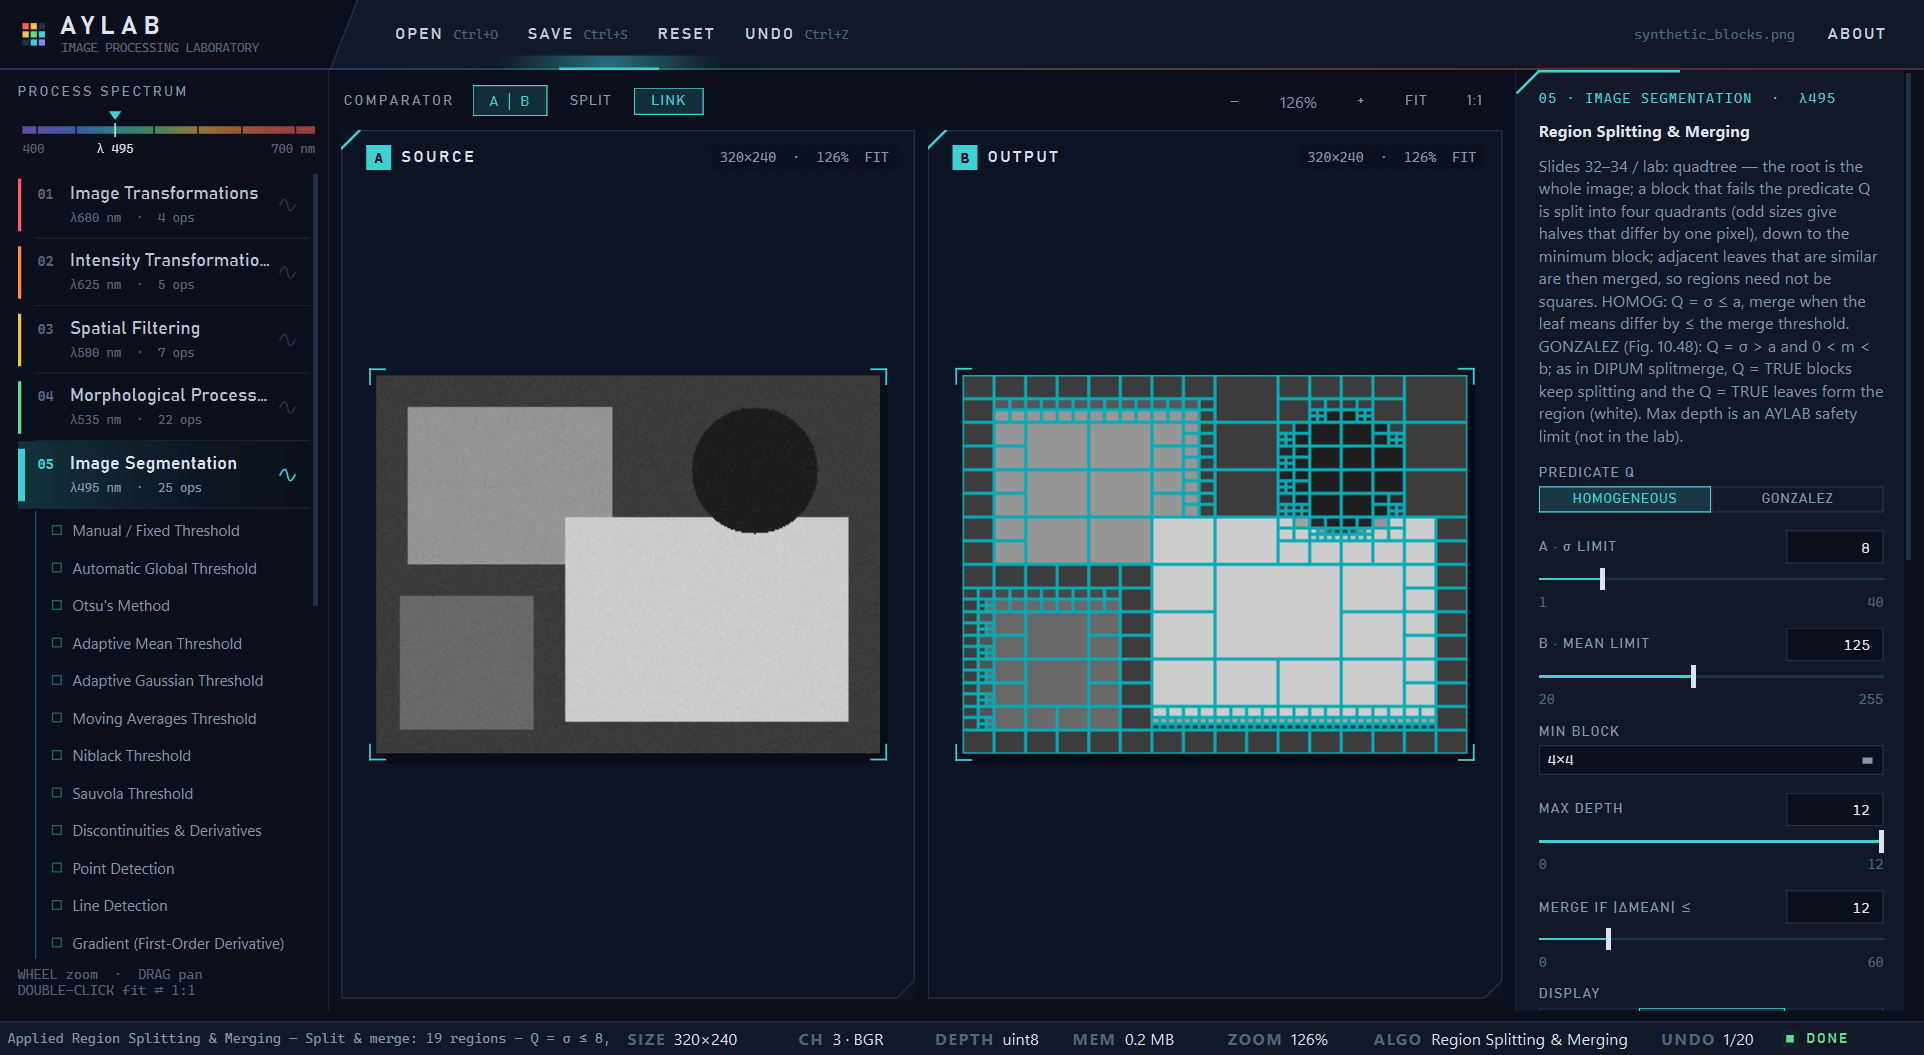 AYLAB
IMAGE PROCESSING LABORATORY
OPEN Ctrl+O SAVE Ctrl+S RESET UNDO Ctrl+Z
synthetic_blocks.png ABOUT
PROCESS SPECTRUM
400 λ 495 700 nm
01 Image Transformations
λ680 nm · 4 ops
02 Intensity Transformatio...
λ625 nm · 5 ops
03 Spatial Filtering
λ580 nm · 7 ops
04 Morphological Process...
λ535 nm · 22 ops
05 Image Segmentation
λ495 nm · 25 ops
Manual / Fixed Threshold
Automatic Global Threshold
Otsu's Method
Adaptive Mean Threshold
Adaptive Gaussian Threshold
Moving Averages Threshold
Niblack Threshold
Sauvola Threshold
Discontinuities & Derivatives
Point Detection
Line Detection
Gradient (First-Order Derivative)
WHEEL zoom · DRAG pan
DOUBLE-CLICK fit ⇄ 1:1
COMPARATOR A | B SPLIT LINK
− 126% + FIT 1:1
A SOURCE 320×240 · 126% FIT
B OUTPUT 320×240 · 126% FIT
05 · IMAGE SEGMENTATION · λ495
Region Splitting & Merging
Slides 32–34 / lab: quadtree — the root is the
whole image; a block that fails the predicate Q
is split into four quadrants (odd sizes give
halves that differ by one pixel), down to the
minimum block; adjacent leaves that are similar
are then merged, so regions need not be
squares. HOMOG: Q = σ ≤ a, merge when the
leaf means differ by ≤ the merge threshold.
GONZALEZ (Fig. 10.48): Q = σ > a and 0 < m <
b; as in DIPUM splitmerge, Q = TRUE blocks
keep splitting and the Q = TRUE leaves form the
region (white). Max depth is an AYLAB safety
limit (not in the lab).
PREDICATE Q
HOMOGENEOUS GONZALEZ
A · σ LIMIT 8
1 40
B · MEAN LIMIT 125
20 255
MIN BLOCK
4×4
MAX DEPTH 12
0 12
MERGE IF |ΔMEAN| ≤ 12
0 60
DISPLAY
Applied Region Splitting & Merging — Split & merge: 19 regions — Q = σ ≤ 8, SIZE 320×240 CH 3 · BGR DEPTH uint8 MEM 0.2 MB ZOOM 126% ALGO Region Splitting & Merging UNDO 1/20 DONE